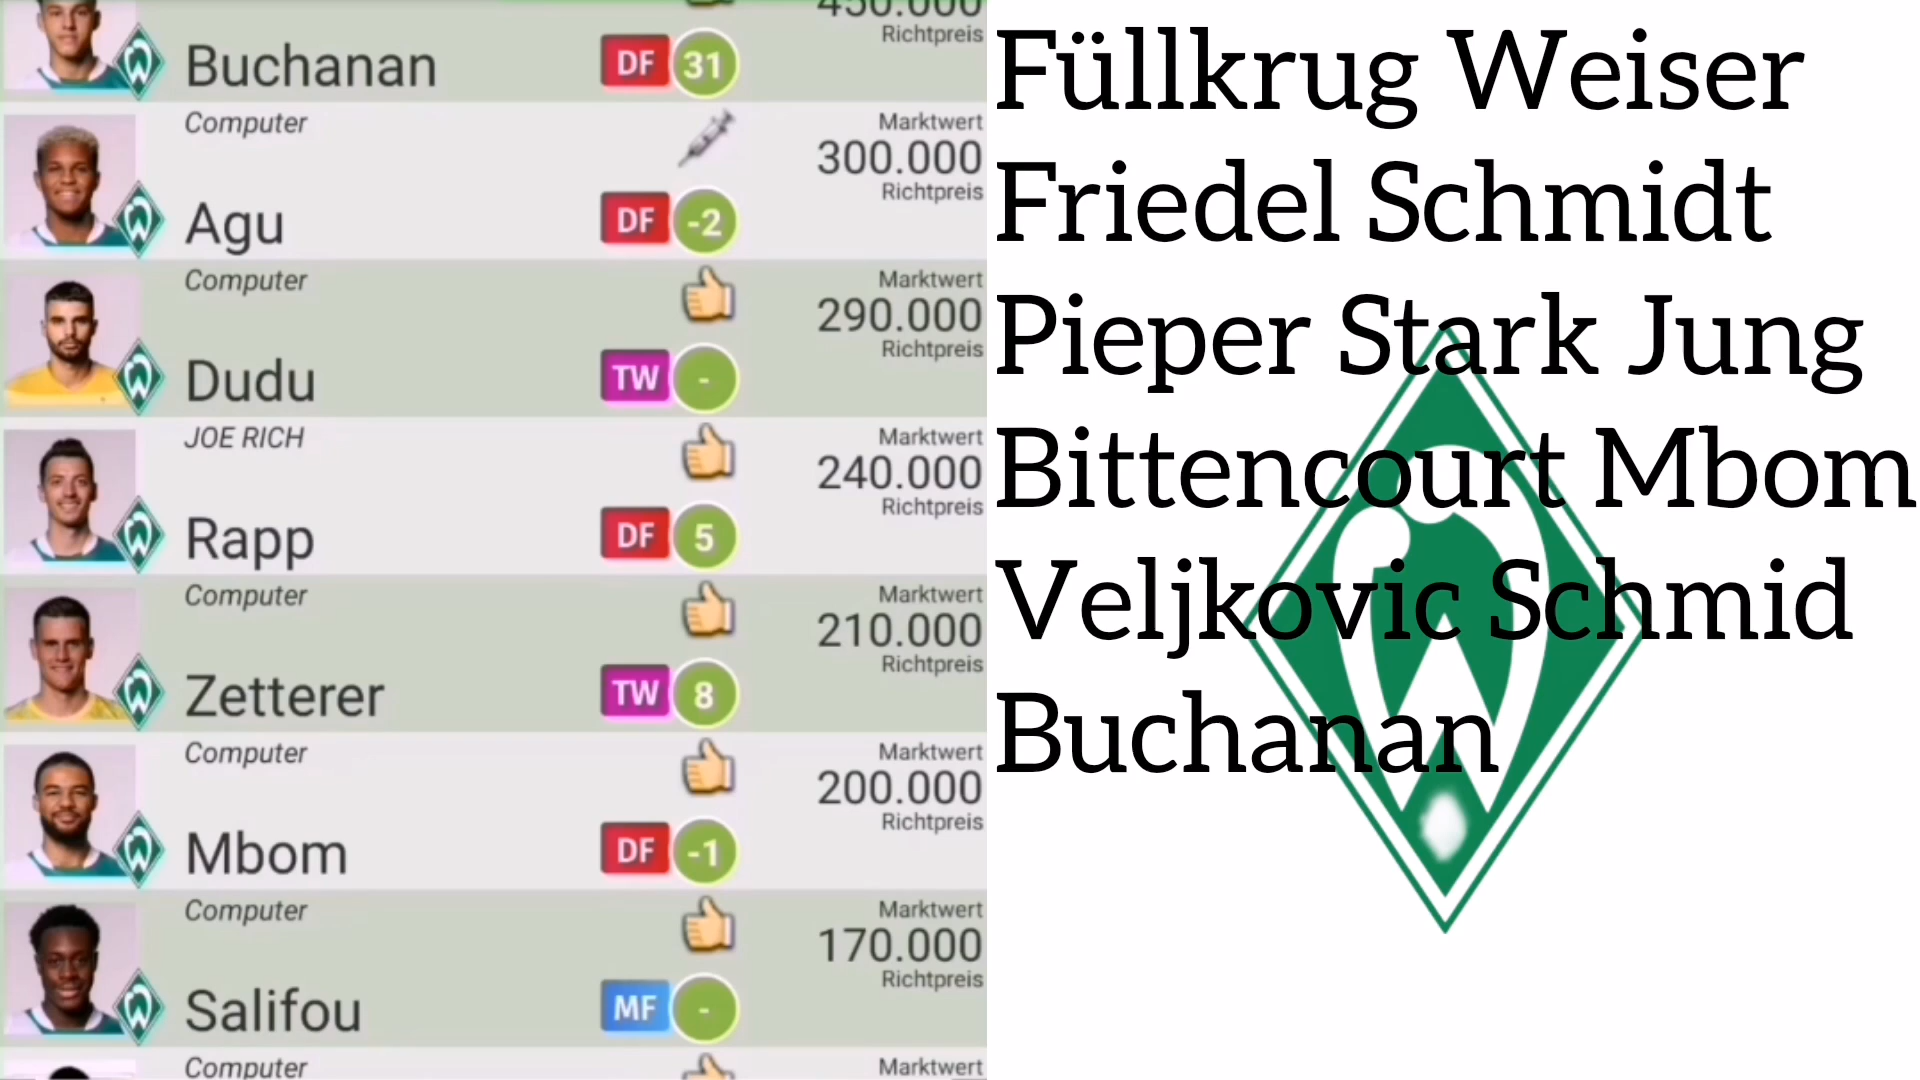 450.000
Richtpreis
Buchanan
DF 31
Computer
Marktwert
300.000
Richtpreis
Agu
DF -2
Computer
Marktwert
290.000
Richtpreis
Dudu
TW -
JOE RICH
Marktwert
240.000
Richtpreis
Rapp
DF 5
Computer
Marktwert
210.000
Richtpreis
Zetterer
TW 8
Computer
Marktwert
200.000
Richtpreis
Mbom
DF -1
Computer
Marktwert
170.000
Richtpreis
Salifou
MF -
Computer
Marktwert
Füllkrug Weiser
Friedel Schmidt
Pieper Stark Jung
Bittencourt Mbom
Veljkovic Schmid
Buchanan